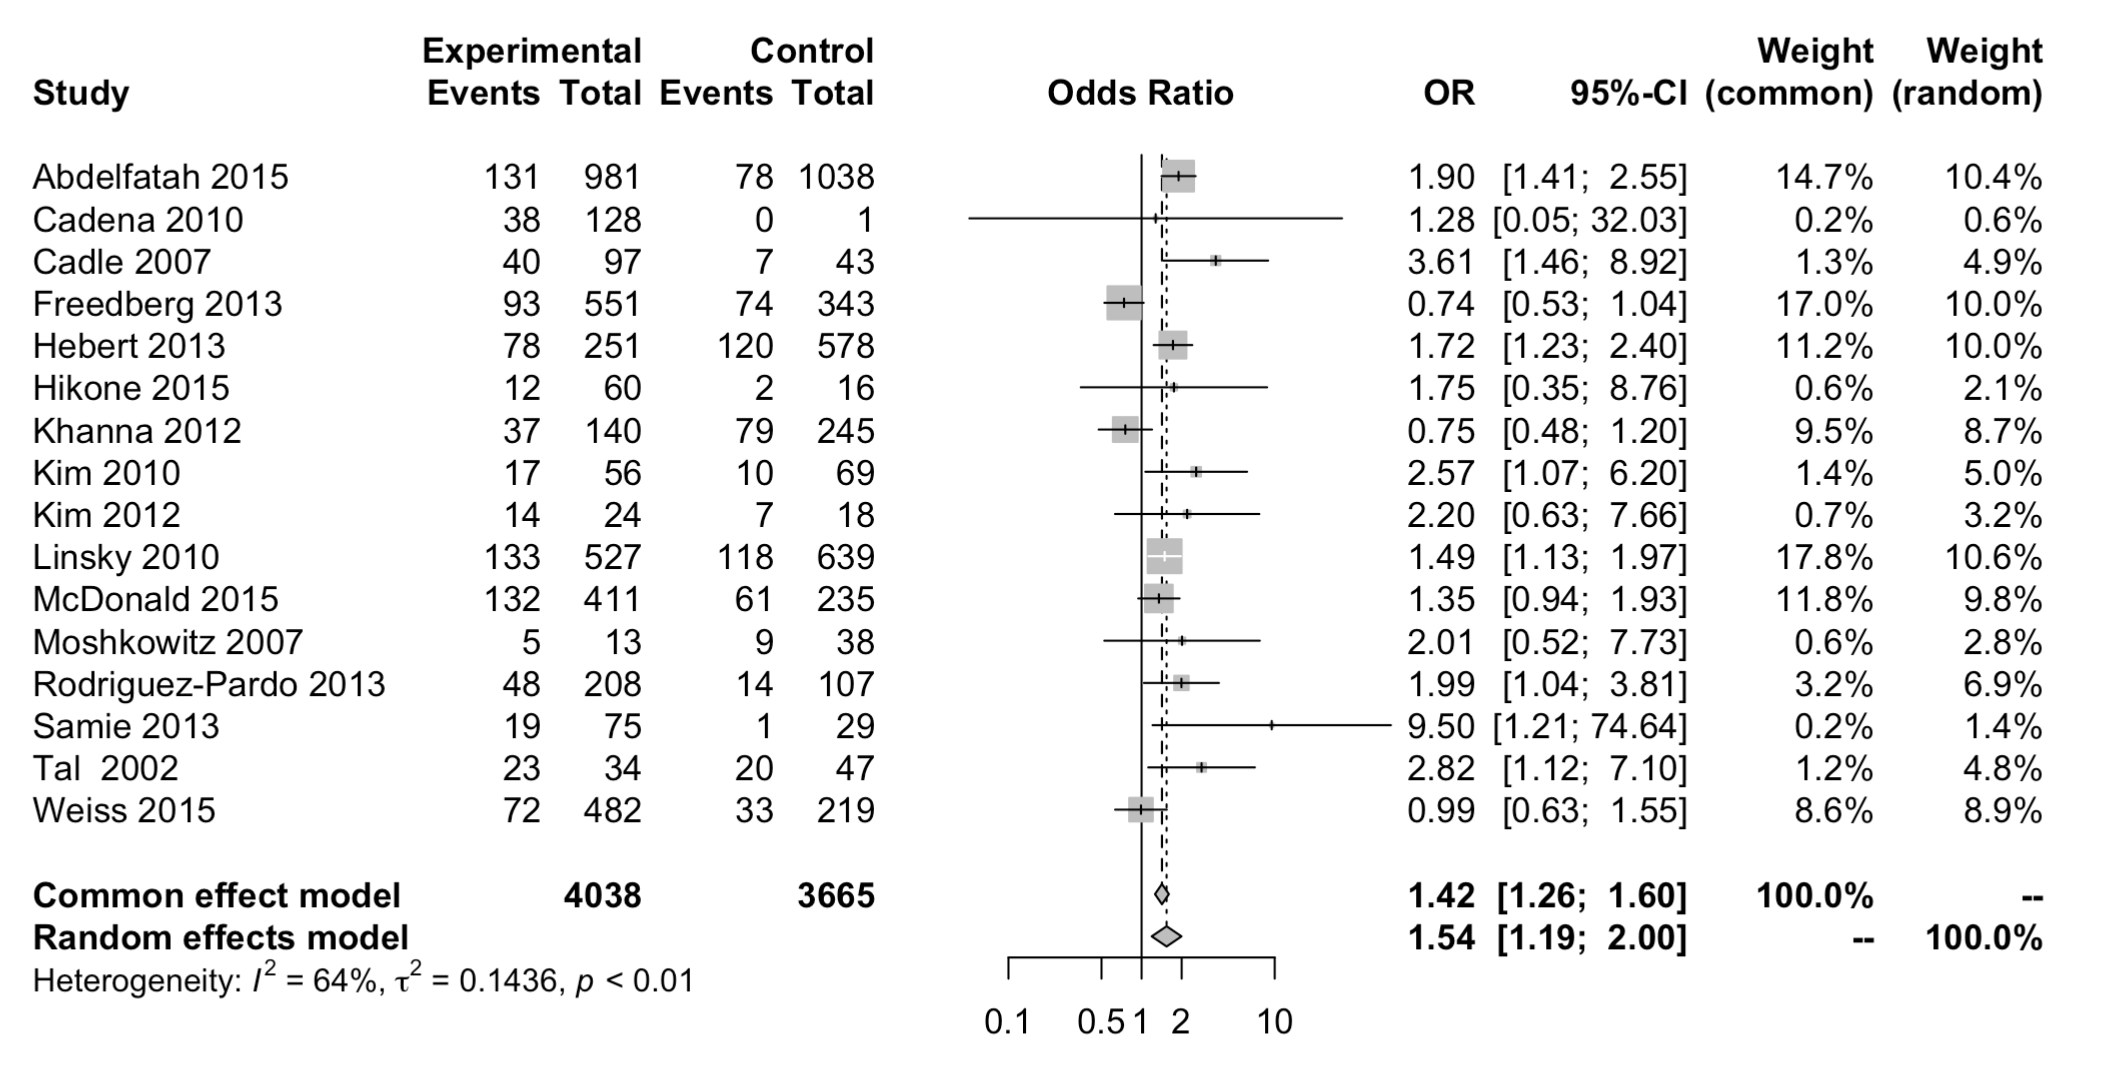 Experimental Control Weight Weight
Study Events Total Events Total Odds Ratio OR 95%-CI (common) (random)
Abdelfatah 2015 131 981 78 1038 1.90 [1.41; 2.55] 14.7% 10.4%
Cadena 2010 38 128 0 1 1.28 [0.05; 32.03] 0.2% 0.6%
Cadle 2007 40 97 7 43 3.61 [1.46; 8.92] 1.3% 4.9%
Freedberg 2013 93 551 74 343 0.74 [0.53; 1.04] 17.0% 10.0%
Hebert 2013 78 251 120 578 1.72 [1.23; 2.40] 11.2% 10.0%
Hikone 2015 12 60 2 16 1.75 [0.35; 8.76] 0.6% 2.1%
Khanna 2012 37 140 79 245 0.75 [0.48; 1.20] 9.5% 8.7%
Kim 2010 17 56 10 69 2.57 [1.07; 6.20] 1.4% 5.0%
Kim 2012 14 24 7 18 2.20 [0.63; 7.66] 0.7% 3.2%
Linsky 2010 133 527 118 639 1.49 [1.13; 1.97] 17.8% 10.6%
McDonald 2015 132 411 61 235 1.35 [0.94; 1.93] 11.8% 9.8%
Moshkowitz 2007 5 13 9 38 2.01 [0.52; 7.73] 0.6% 2.8%
Rodriguez-Pardo 2013 48 208 14 107 1.99 [1.04; 3.81] 3.2% 6.9%
Samie 2013 19 75 1 29 9.50 [1.21; 74.64] 0.2% 1.4%
Tal 2002 23 34 20 47 2.82 [1.12; 7.10] 1.2% 4.8%
Weiss 2015 72 482 33 219 0.99 [0.63; 1.55] 8.6% 8.9%
Common effect model 4038 3665 1.42 [1.26; 1.60] 100.0% --
Random effects model 1.54 [1.19; 2.00] -- 100.0%
Heterogeneity: I² = 64%, τ² = 0.1436, p < 0.01
0.1 0.5 1 2 10